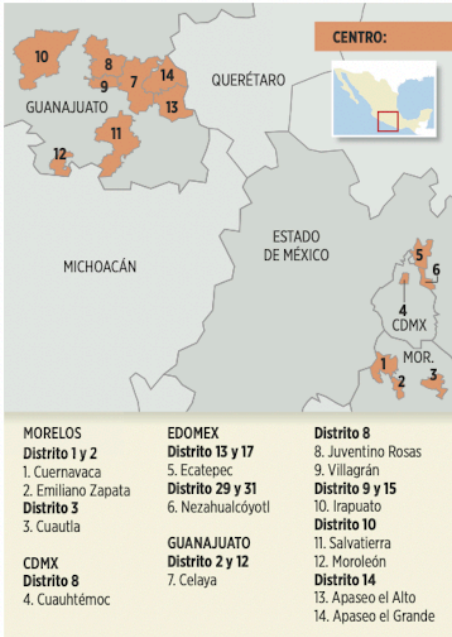 CENTRO:
10
8
9
7
14
13
QUERÉTARO
GUANAJUATO
11
12
MICHOACÁN
ESTADO
DE MÉXICO
5
6
4
CDMX
MOR.
1
2
3
MORELOS
Distrito 1 y 2
1. Cuernavaca
2. Emiliano Zapata
Distrito 3
3. Cuautla
CDMX
Distrito 8
4. Cuauhtémoc
EDOMEX
Distrito 13 y 17
5. Ecatepec
Distrito 29 y 31
6. Nezahualcóyotl
GUANAJUATO
Distrito 2 y 12
7. Celaya
Distrito 8
8. Juventino Rosas
9. Villagrán
Distrito 9 y 15
10. Irapuato
Distrito 10
11. Salvatierra
12. Moroleón
Distrito 14
13. Apaseo el Alto
14. Apaseo el Grande